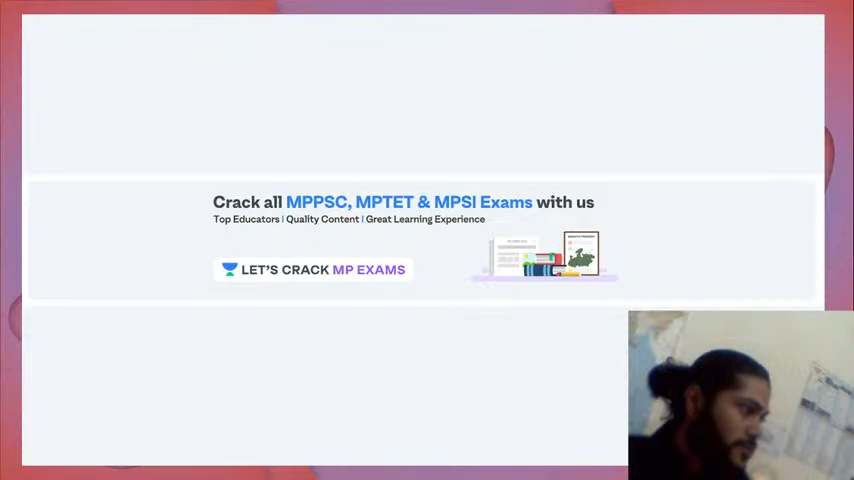 Crack all MPPSC, MPTET & MPSI Exams with us
Top Educators | Quality Content | Great Learning Experience
LET'S CRACK MP EXAMS